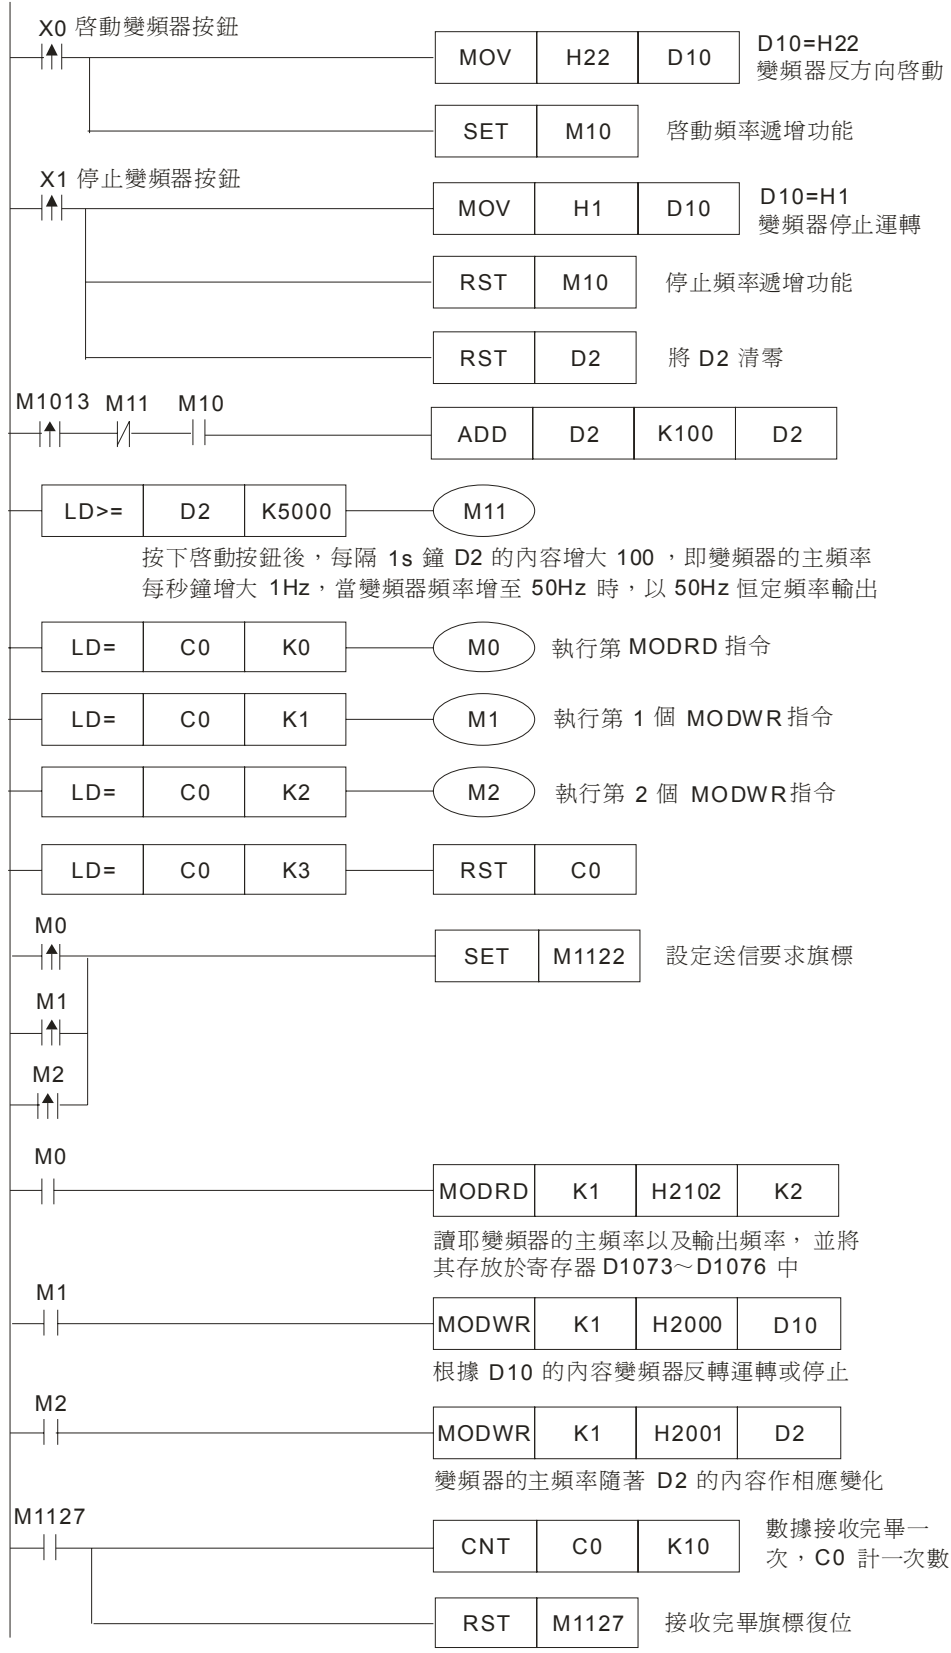 X0 啓動變頻器按鈕
MOV H22 D10
D10=H22
變頻器反方向啓動
SET M10 啓動頻率遞增功能
X1 停止變頻器按鈕
MOV H1 D10
D10=H1
變頻器停止運轉
RST M10 停止頻率遞增功能
RST D2 將 D2 清零
M1013 M11 M10
ADD D2 K100 D2
LD>= D2 K5000 M11
按下啓動按鈕後，每隔 1s 鐘 D2 的內容增大 100 ，即變頻器的主頻率
每秒鐘增大 1Hz，當變頻器頻率增至 50Hz 時，以 50Hz 恒定頻率輸出
LD= C0 K0 M0 執行第 MODRD 指令
LD= C0 K1 M1 執行第 1 個 MODWR 指令
LD= C0 K2 M2 執行第 2 個 MODWR 指令
LD= C0 K3 RST C0
M0
SET M1122 設定送信要求旗標
M1
M2
M0
MODRD K1 H2102 K2
讀耶變頻器的主頻率以及輸出頻率， 並將
其存放於寄存器 D1073～D1076 中
M1
MODWR K1 H2000 D10
根據 D10 的內容變頻器反轉運轉或停止
M2
MODWR K1 H2001 D2
變頻器的主頻率隨著 D2 的內容作相應變化
M1127
CNT C0 K10
數據接收完畢一
次，C0 計一次數
RST M1127 接收完畢旗標復位